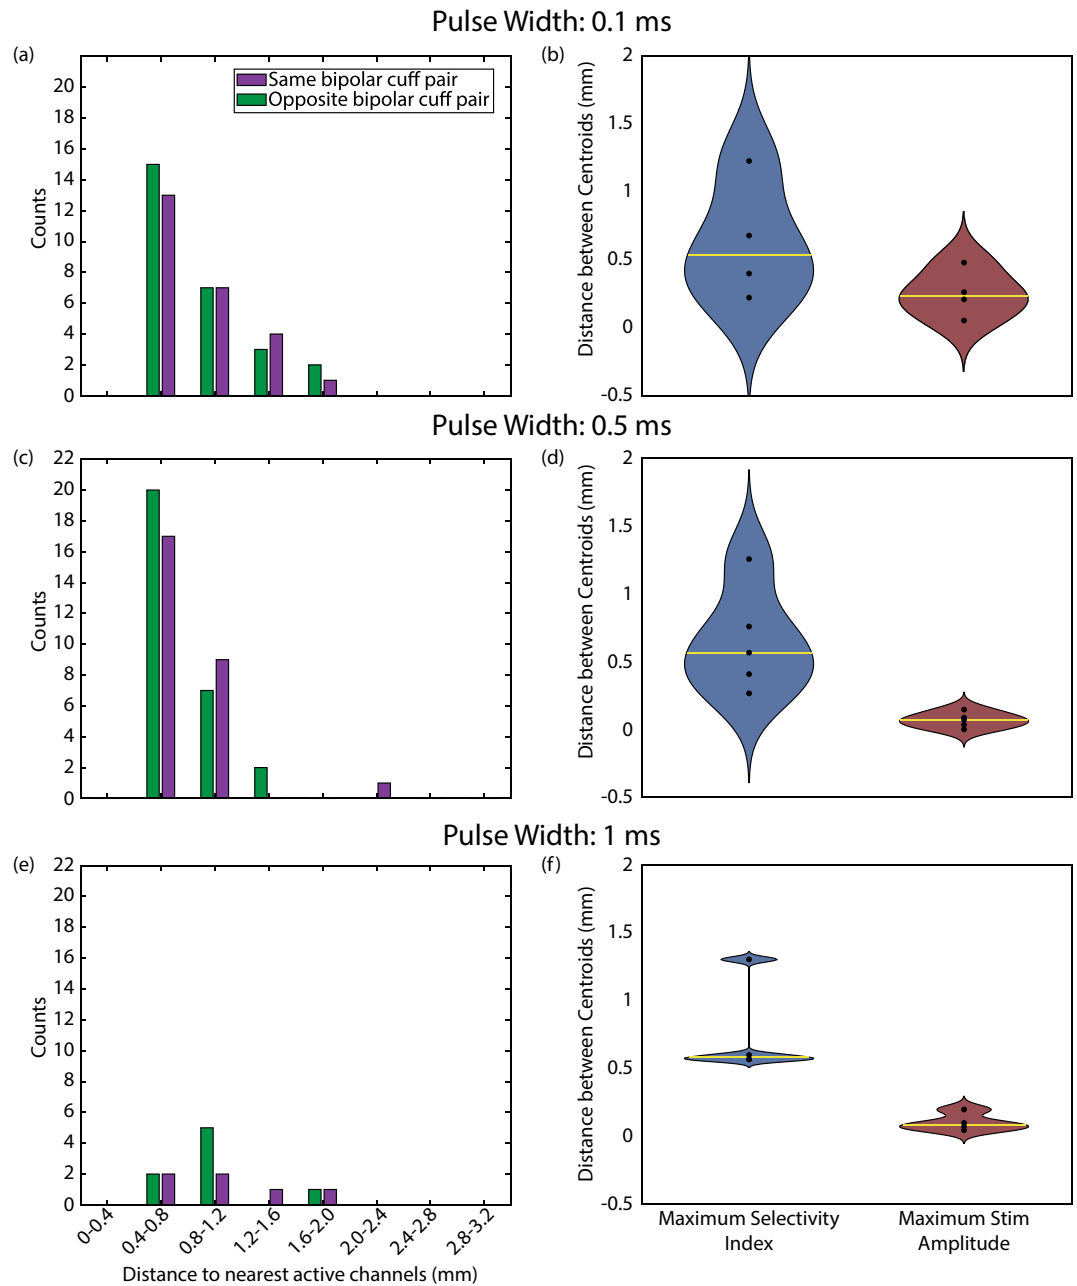 Pulse Width: 0.1 ms
(a)
22
20
18
16
14
12
10
8
6
4
2
0
Counts
Same bipolar cuff pair
Opposite bipolar cuff pair
(b)
2
1.5
1
0.5
0
-0.5
Distance between Centroids (mm)
Pulse Width: 0.5 ms
(c)
22
20
18
16
14
12
10
8
6
4
2
0
Counts
(d)
2
1.5
1
0.5
0
-0.5
Distance between Centroids (mm)
Pulse Width: 1 ms
(e)
22
20
18
16
14
12
10
8
6
4
2
0
Counts
0-0.4
0.4-0.8
0.8-1.2
1.2-1.6
1.6-2.0
2.0-2.4
2.4-2.8
2.8-3.2
Distance to nearest active channels (mm)
(f)
2
1.5
1
0.5
0
-0.5
Distance between Centroids (mm)
Maximum Selectivity
Index
Maximum Stim
Amplitude